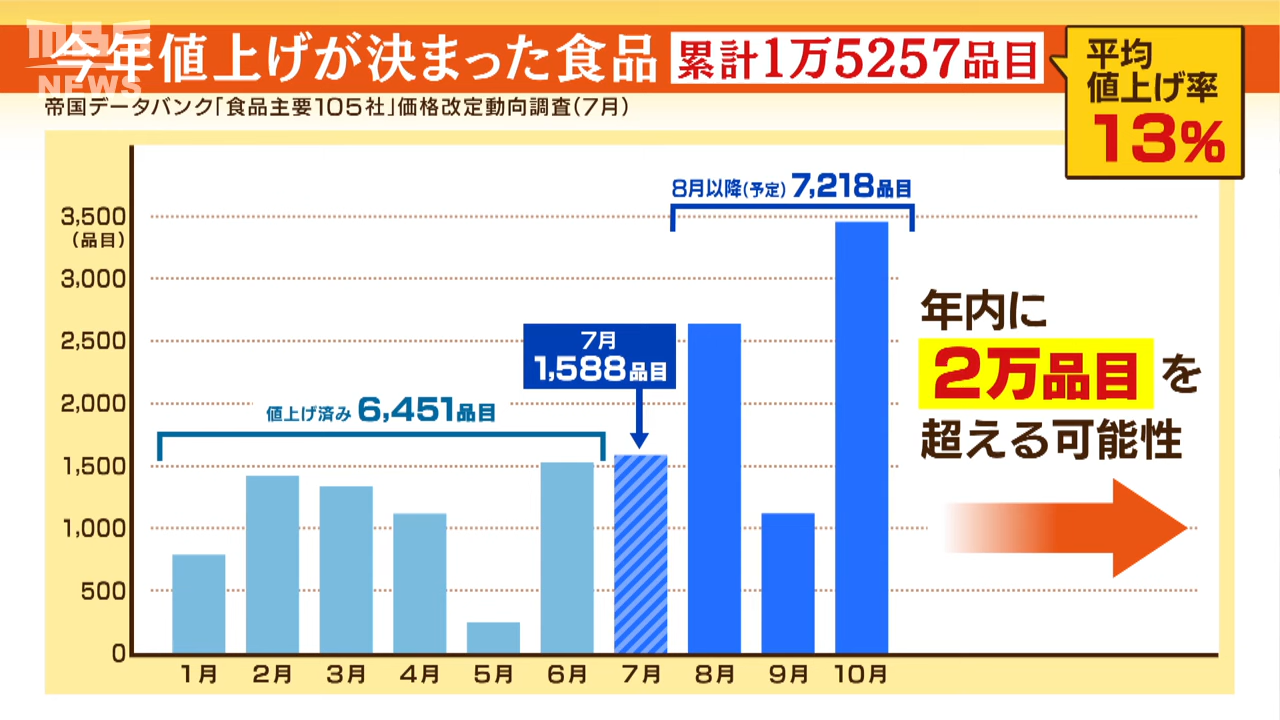 今年値上げが決まった食品 累計1万5257品目
NEWS
帝国データバンク「食品主要105社」価格改定動向調査(7月)
平均
値上げ率
13%
8月以降(予定) 7,218品目
3,500
(品目)
3,000
2,500
2,000
1,500
1,000
500
0
7月
1,588品目
値上げ済み 6,451品目
年内に
2万品目を
超える可能性
1月 2月 3月 4月 5月 6月 7月 8月 9月 10月